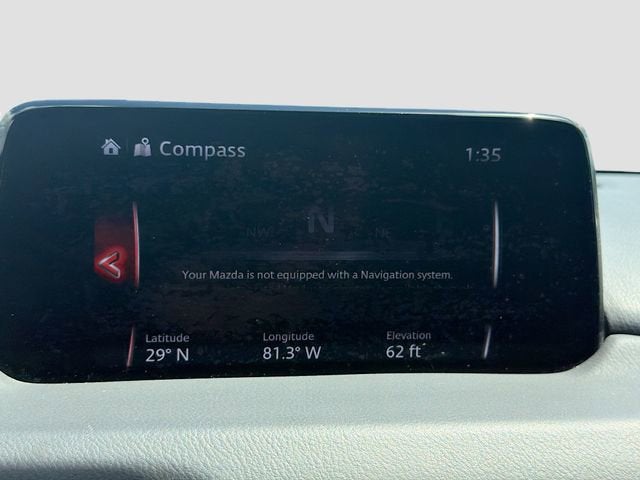 Compass 1:35
NW N NE
Your Mazda is not equipped with a Navigation system.
Latitude Longitude Elevation
29° N 81.3° W 62 ft